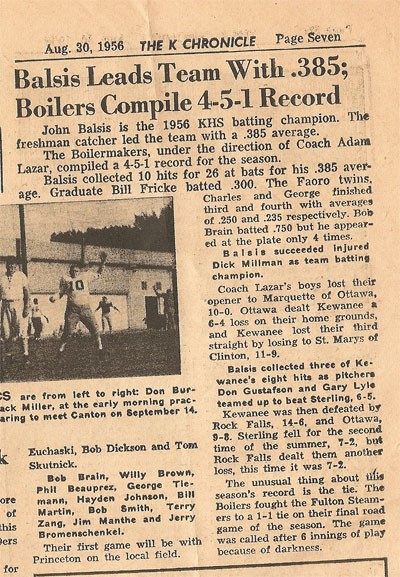 Aug. 30, 1956 THE K CHRONICLE Page Seven
Balsis Leads Team With .385;
Boilers Compile 4-5-1 Record
John Balsis is the 1956 KHS batting champion. The
freshman catcher led the team with a .385 average.
The Boilermakers, under the direction of Coach Adam
Lazar, compiled a 4-5-1 record for the season.
Balsis collected 10 hits for 26 at bats for his .385 aver-
age. Graduate Bill Fricke batted .300. The Faoro twins,
Charles and George finished
third and fourth with averages
of .250 and .235 respectively. Bob
Brain batted .750 but he appear-
ed at the plate only 4 times.
Balsis succeeded injured
Dick Millman as team batting
champion.
Coach Lazar's boys lost their
opener to Marquette of Ottawa,
10-0. Ottawa dealt Kewanee a
6-4 loss on their home grounds,
and Kewanee lost their third
straight by losing to St. Marys of
Clinton, 11-9.
Balsis collected three of Ke-
wanee's eight hits as pitchers
Don Gustafson and Gary Lyle
teamed up to beat Sterling, 6-5.
Kewanee was then defeated by
Rock Falls, 14-6, and Ottawa,
9-8. Sterling fell for the second
time of the summer, 7-2, but
Rock Falls dealt them another
loss, this time it was 7-2.
The unusual thing about this
season's record is the tie. The
Boilers fought the Fulton Steam-
ers to a 1-1 tie on their final road
game of the season. The game
was called after 6 innings of play
because of darkness.
10
CS are from left to right: Don Bur-
ack Miller, at the early morning prac-
aring to meet Canton on September 14.
k
ore
of
this
0ers
for
Euchaski, Bob Dickson and Tom
Skutnick.
Bob Brain, Willy Brown,
Phil Beauprez, George Tie-
mann, Hayden Johnson, Bill
Martin, Bob Smith, Terry
Zang, Jim Manthe and Jerry
Bromenschenkel.
Their first game will be with
Princeton on the local field.